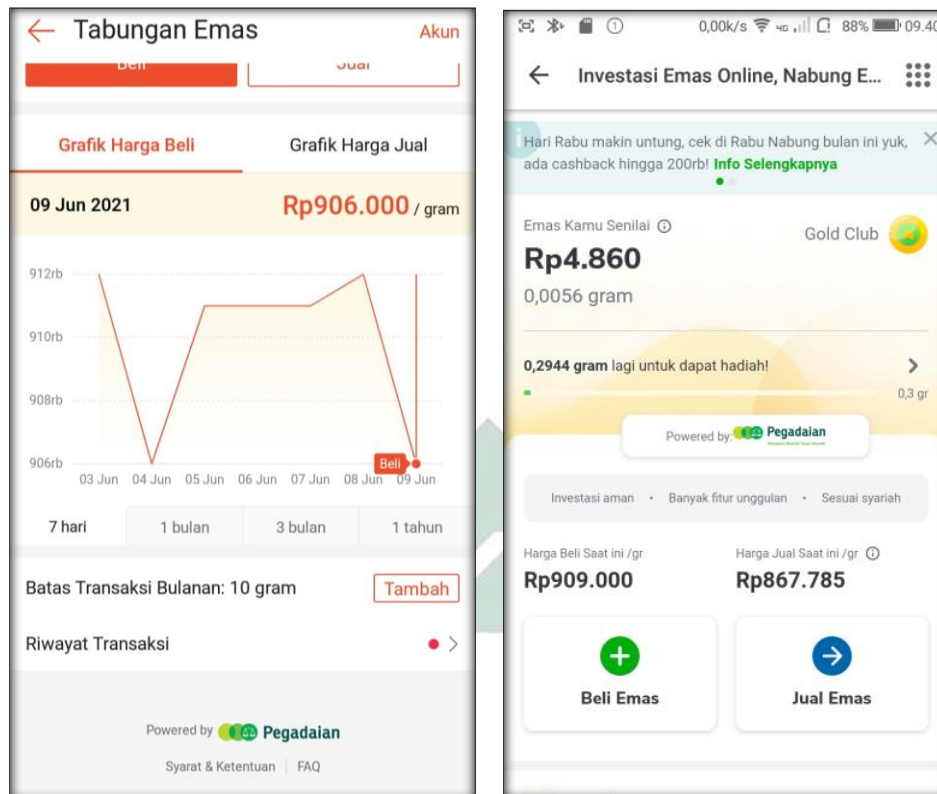 Tabungan Emas
Akun
Beli
Jual
Grafik Harga Beli
Grafik Harga Jual
09 Jun 2021
Rp906.000 / gram
912rb
910rb
908rb
906rb
Beli
03 Jun 04 Jun 05 Jun 06 Jun 07 Jun 08 Jun 09 Jun
7 hari
1 bulan
3 bulan
1 tahun
Batas Transaksi Bulanan: 10 gram
Tambah
Riwayat Transaksi
Powered by Pegadaian
Syarat & Ketentuan
FAQ
0,00k/s 4G 88% 09.40
Investasi Emas Online, Nabung E...
Hari Rabu makin untung, cek di Rabu Nabung bulan ini yuk,
ada cashback hingga 200rb! Info Selengkapnya
Emas Kamu Senilai
Gold Club
Rp4.860
0,0056 gram
0,2944 gram lagi untuk dapat hadiah!
0,3 gr
Powered by: Pegadaian
Investasi aman • Banyak fitur unggulan • Sesuai syariah
Harga Beli Saat ini /gr
Harga Jual Saat ini /gr
Rp909.000
Rp867.785
Beli Emas
Jual Emas